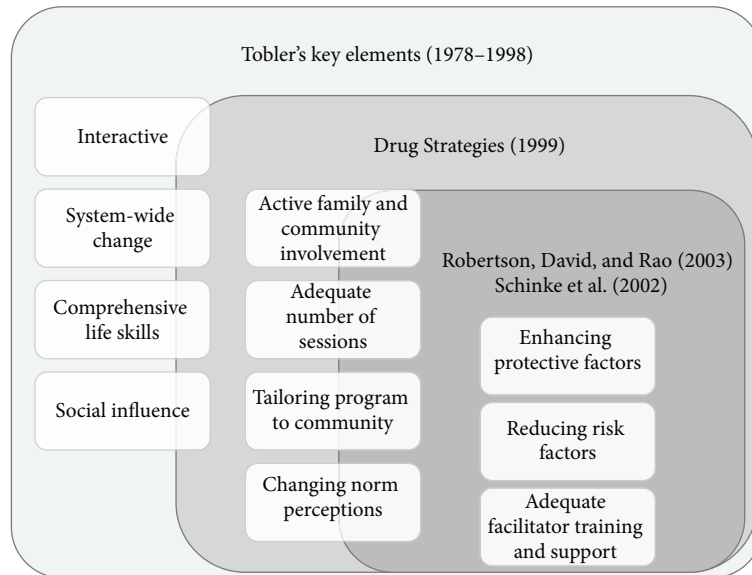 Tobler's key elements (1978–1998)
Interactive
System-wide
change
Comprehensive
life skills
Social influence
Drug Strategies (1999)
Active family and
community
involvement
Adequate
number of
sessions
Tailoring program
to community
Changing norm
perceptions
Robertson, David, and Rao (2003)
Schinke et al. (2002)
Enhancing
protective factors
Reducing risk
factors
Adequate
facilitator training
and support